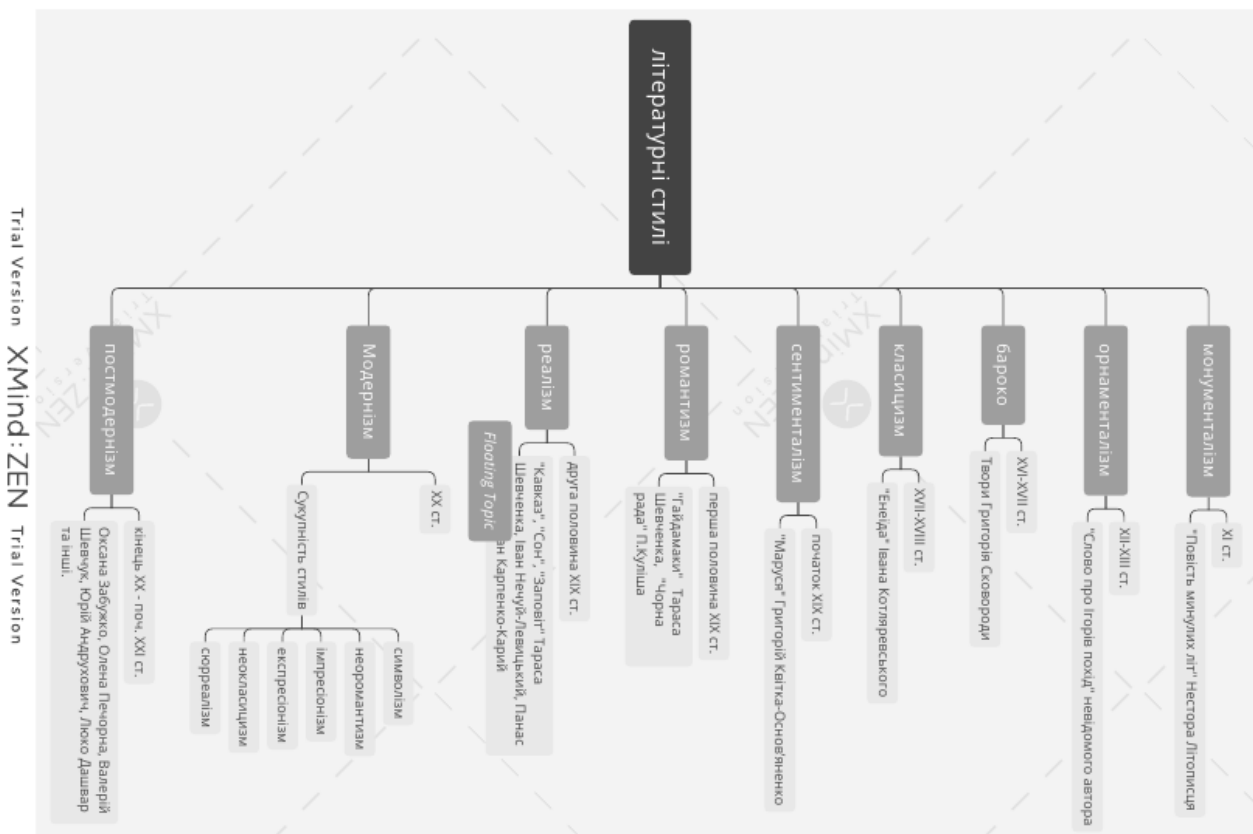 літературні стилі
монументалізм
XI ст.
"Повість минулих літ" Нестора Літописця
орнаменталізм
XII-XIII ст.
"Слово про Ігорів похід" невідомого автора
бароко
XVI-XVII ст.
Твори Григорія Сковороди
класицизм
XVII-XVIII ст.
"Енеїда" Івана Котляревського
сентименталізм
початок XIX ст.
"Маруся" Григорій Квітка-Основ'яненко
романтизм
перша половина XIX ст.
"Гайдамаки" Тараса
Шевченка, "Чорна
рада" П.Куліша
реалізм
друга половина XIX ст.
"Кавказ", "Сон", "Заповіт" Тараса
Шевченка, Іван Нечуй-Левицький, Панас
Карпенко-Карий
Floating Topic
Модернізм
XX ст.
Сукупність стилів
символізм
неоромантизм
імпресіонізм
експресіонізм
неокласицизм
сюрреалізм
постмодернізм
кінець XX - поч. XXI ст.
Оксана Забужко, Олена Печорна, Валерій
Шевчук, Юрій Андрухович, Люко Дашвар
та інші.
Trial Version XMind:ZEN Trial Version